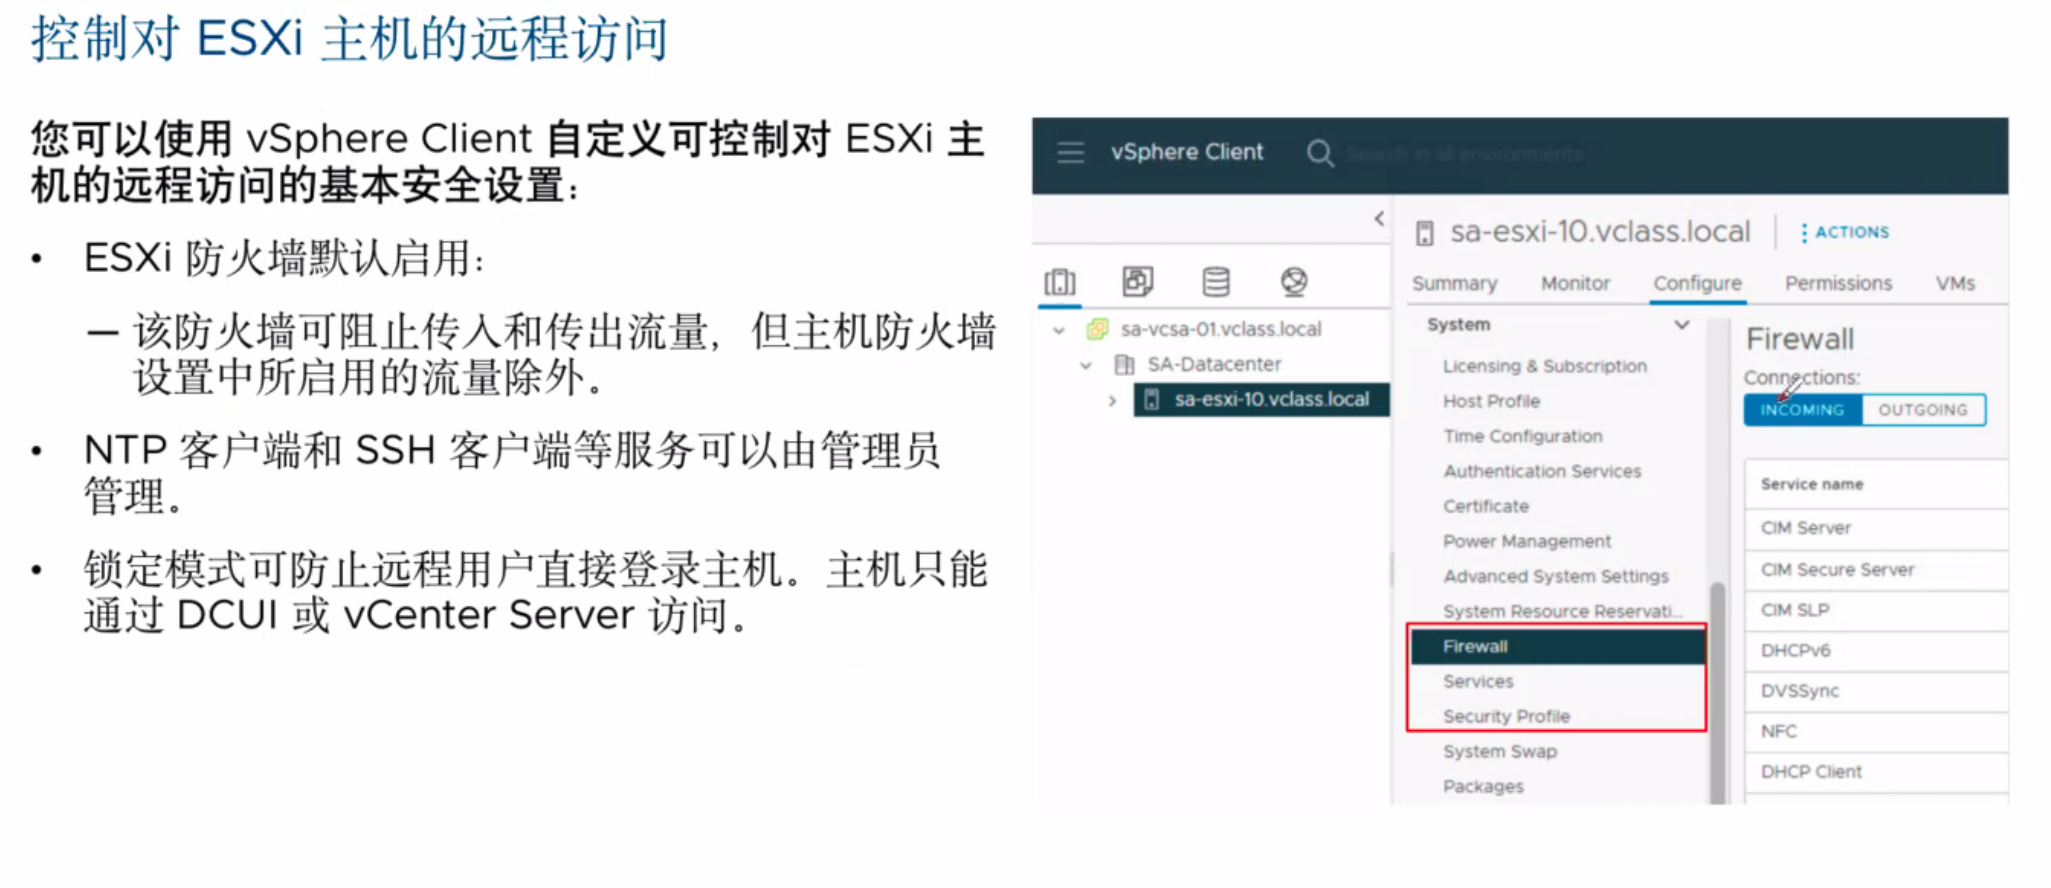 控制对 ESXi 主机的远程访问
您可以使用 vSphere Client 自定义可控制对 ESXi 主
机的远程访问的基本安全设置：
• ESXi 防火墙默认启用：
— 该防火墙可阻止传入和传出流量，但主机防火墙
设置中所启用的流量除外。
• NTP 客户端和 SSH 客户端等服务可以由管理员
管理。
• 锁定模式可防止远程用户直接登录主机。主机只能
通过 DCUI 或 vCenter Server 访问。
vSphere Client
Search in all environments
sa-vcsa-01.vclass.local
SA-Datacenter
sa-esxi-10.vclass.local
sa-esxi-10.vclass.local
ACTIONS
Summary Monitor Configure Permissions VMs
System
Licensing & Subscription
Host Profile
Time Configuration
Authentication Services
Certificate
Power Management
Advanced System Settings
System Resource Reservati...
Firewall
Services
Security Profile
System Swap
Packages
Firewall
Connections:
INCOMING OUTGOING
Service name
CIM Server
CIM Secure Server
CIM SLP
DHCPv6
DVSSync
NFC
DHCP Client